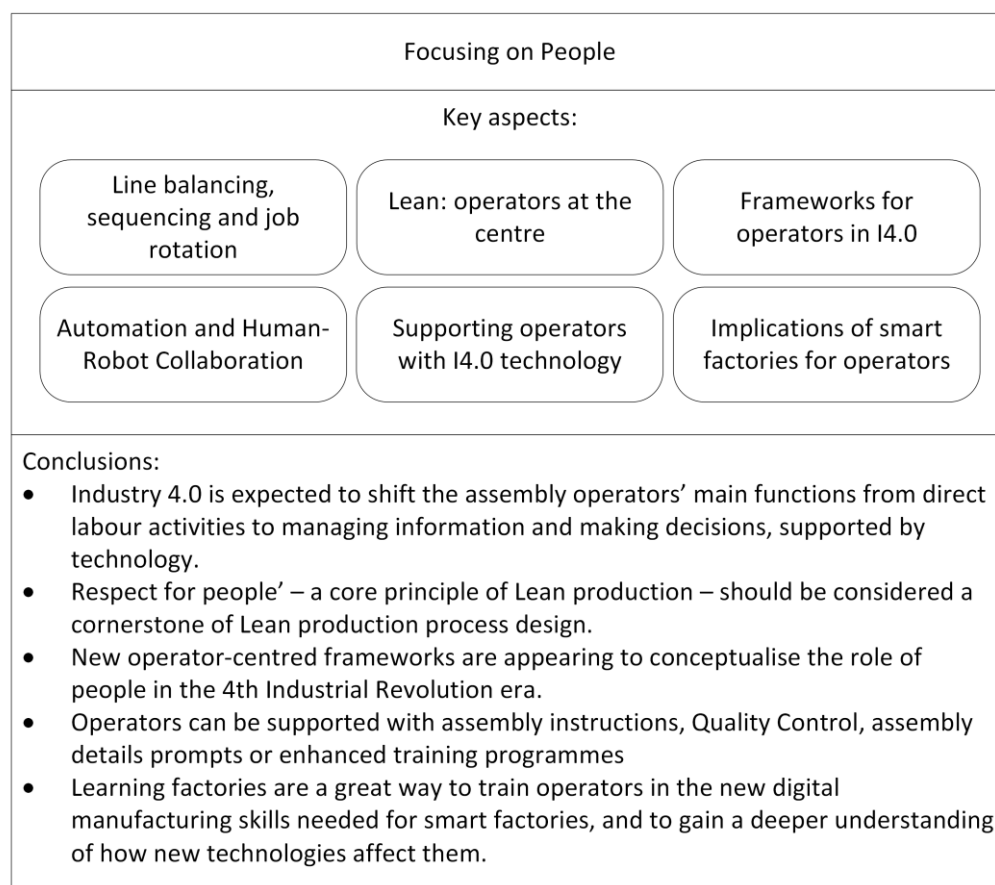 Focusing on People
Key aspects:
Line balancing,
sequencing and job
rotation
Lean: operators at the
centre
Frameworks for
operators in I4.0
Automation and Human-
Robot Collaboration
Supporting operators
with I4.0 technology
Implications of smart
factories for operators
Conclusions:
• Industry 4.0 is expected to shift the assembly operators’ main functions from direct
labour activities to managing information and making decisions, supported by
technology.
• Respect for people’ – a core principle of Lean production – should be considered a
cornerstone of Lean production process design.
• New operator-centred frameworks are appearing to conceptualise the role of
people in the 4th Industrial Revolution era.
• Operators can be supported with assembly instructions, Quality Control, assembly
details prompts or enhanced training programmes
• Learning factories are a great way to train operators in the new digital
manufacturing skills needed for smart factories, and to gain a deeper understanding
of how new technologies affect them.